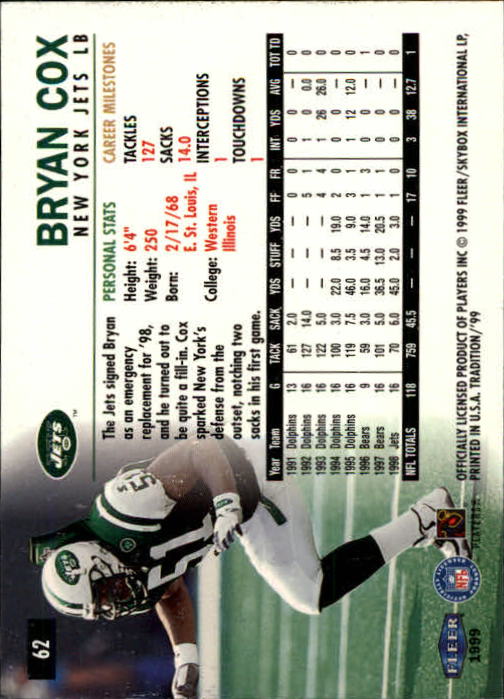 62
JETS
BRYAN COX
NEW YORK JETS LB
The Jets signed Bryan
as an emergency
replacement for '98,
and he turned out to
be quite a fill-in. Cox
sparked New York's
defense from the
outset, notching two
sacks in his first game.
PERSONAL STATS
Height: 6'4"
Weight: 250
Born: 2/17/68
E. St. Louis, IL
College: Western
Illinois
CAREER MILESTONES
TACKLES
127
SACKS
14.0
INTERCEPTIONS
1
TOUCHDOWNS
1
Year Team G TACK SACK YDS STUFF YDS FF FR INT YDS AVG TOT TD
1991 Dolphins 13 61 2.0 — — — 0 0 0 0 — 0
1992 Dolphins 16 127 14.0 — — — 5 1 1 0 0.0 0
1993 Dolphins 16 122 5.0 — — — 4 4 1 26 26.0 0
1994 Dolphins 16 100 3.0 22.0 8.5 19.0 2 0 0 0 — 0
1995 Dolphins 16 119 7.5 46.0 3.5 9.0 3 1 1 12 12.0 0
1996 Bears 9 59 3.0 16.0 4.5 14.0 1 3 0 0 — 1
1997 Bears 16 101 5.0 36.5 13.0 20.5 1 0 0 0 — 0
1998 Jets 16 70 6.0 45.0 2.0 3.0 1 1 0 0 — 0
NFL TOTALS 118 759 45.5 — — — 17 10 3 38 12.7 1
FLEER
1999
NFL
PLAYERS INC
OFFICIALLY LICENSED PRODUCT OF PLAYERS INC © 1999 FLEER/SKYBOX INTERNATIONAL LP,
PRINTED IN U.S.A. TRADITION/'99